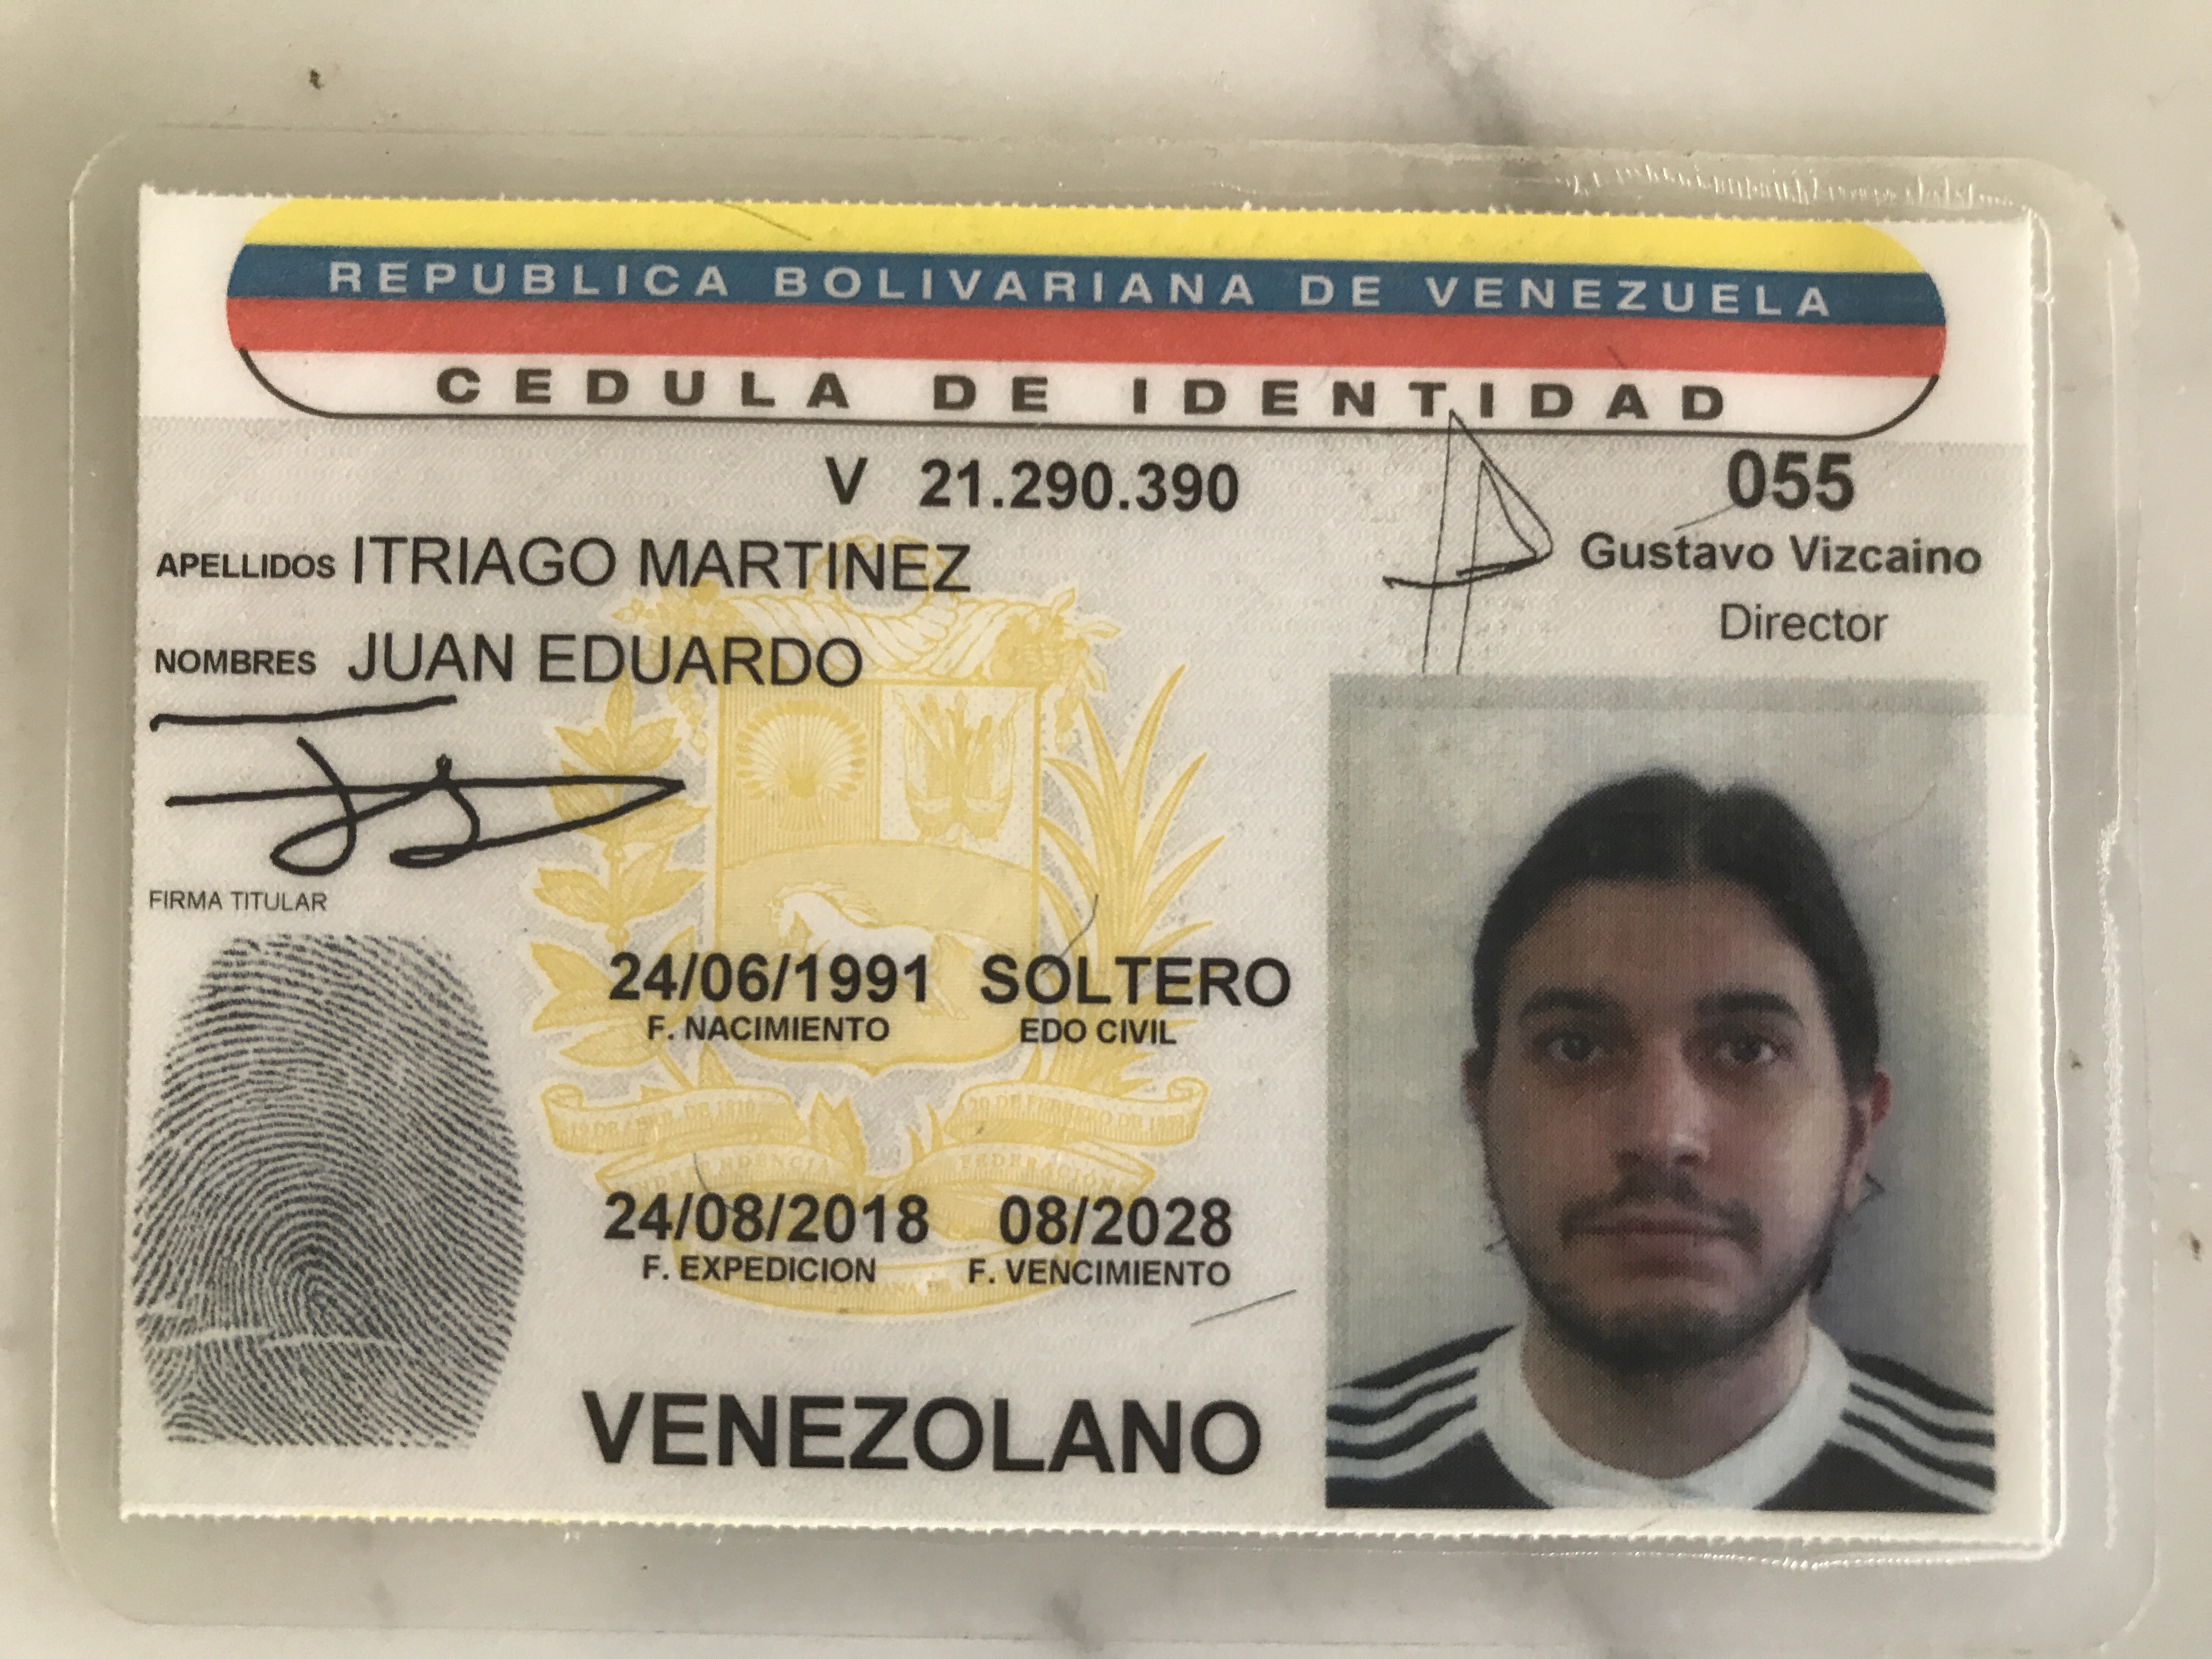 REPUBLICA BOLIVARIANA DE VENEZUELA
CEDULA DE IDENTIDAD
V 21.290.390
055
APELLIDOS ITRIAGO MARTINEZ
Gustavo Vizcaino
NOMBRES JUAN EDUARDO
Director
FIRMA TITULAR
24/06/1991 SOLTERO
F. NACIMIENTO EDO CIVIL
24/08/2018 08/2028
F. EXPEDICION F. VENCIMIENTO
VENEZOLANO